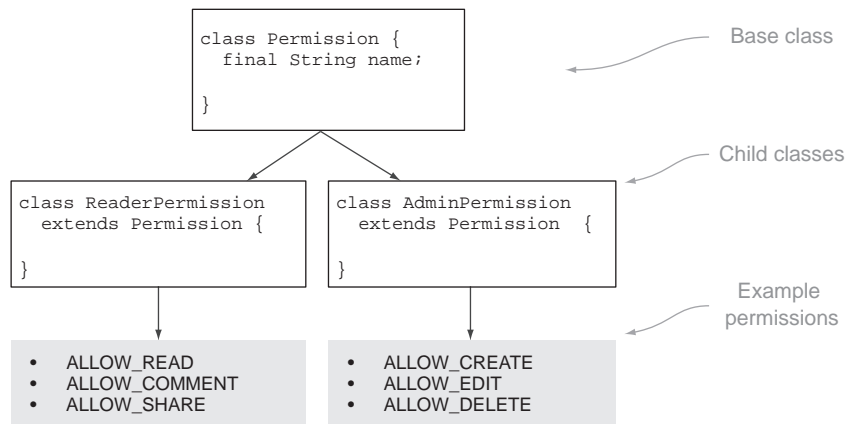 class Permission {
final String name;
}
Base class
Child classes
class ReaderPermission
extends Permission {
}
class AdminPermission
extends Permission {
}
Example
permissions
• ALLOW_READ
• ALLOW_COMMENT
• ALLOW_SHARE
• ALLOW_CREATE
• ALLOW_EDIT
• ALLOW_DELETE